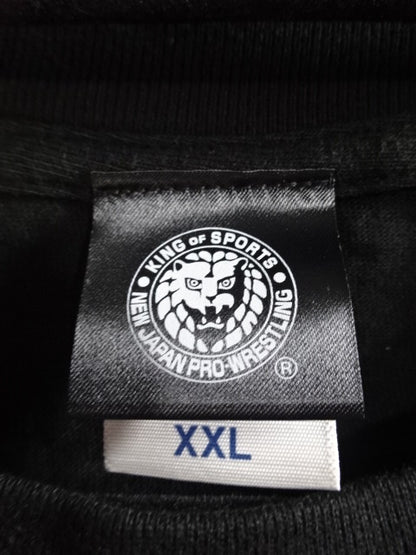 KING OF SPORTS
NEW JAPAN PRO-WRESTLING
®
XXL